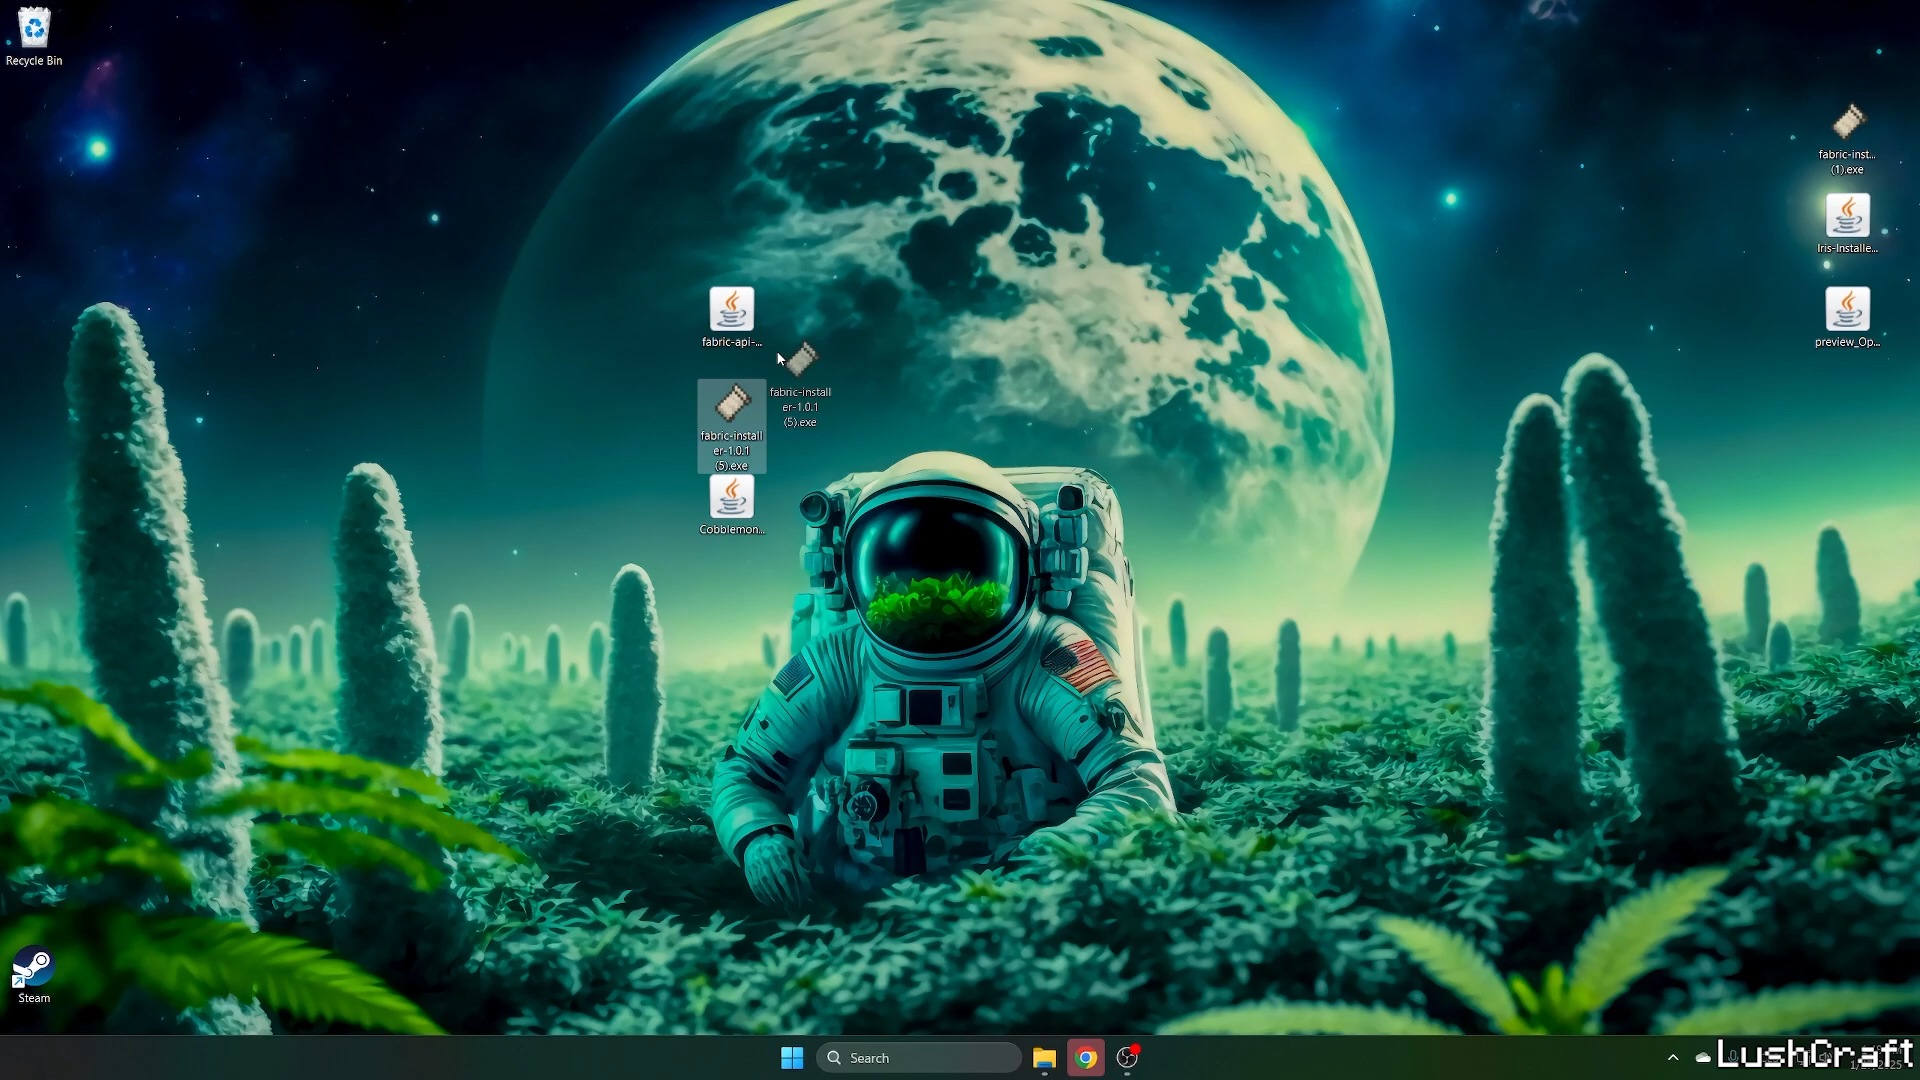 Recycle Bin
fabric-inst...
(1).exe
Iris-Installe...
preview_Op...
fabric-api-...
fabric-install
er-1.0.1
(5).exe
fabric-install
er-1.0.1
(5).exe
Cobblemon...
Steam
Search
LushCraft